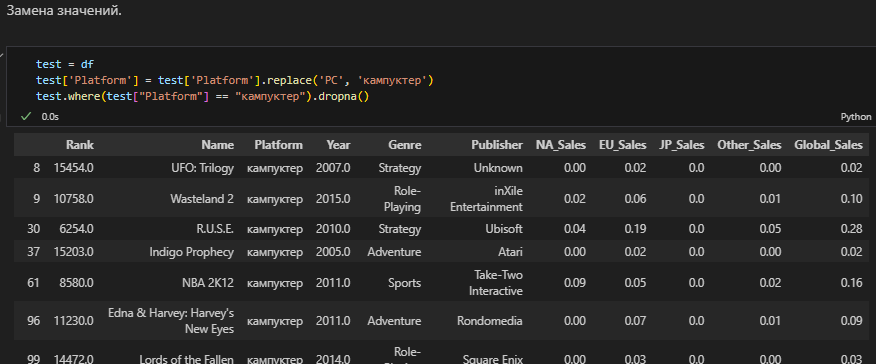 Замена значений.
test = df
test['Platform'] = test['Platform'].replace('PC', 'кампуктер')
test.where(test["Platform"] == "кампуктер").dropna()
0.0s
Python
Rank Name Platform Year Genre Publisher NA_Sales EU_Sales JP_Sales Other_Sales Global_Sales
8 15454.0 UFO: Trilogy кампуктер 2007.0 Strategy Unknown 0.00 0.02 0.0 0.00 0.02
9 10758.0 Wasteland 2 кампуктер 2015.0 Role-
Playing inXile
Entertainment 0.02 0.06 0.0 0.01 0.10
30 6254.0 R.U.S.E. кампуктер 2010.0 Strategy Ubisoft 0.04 0.19 0.0 0.05 0.28
37 15203.0 Indigo Prophecy кампуктер 2005.0 Adventure Atari 0.00 0.02 0.0 0.00 0.02
61 8580.0 NBA 2K12 кампуктер 2011.0 Sports Take-Two
Interactive 0.09 0.05 0.0 0.02 0.16
96 11230.0 Edna & Harvey: Harvey's
New Eyes кампуктер 2011.0 Adventure Rondomedia 0.00 0.07 0.0 0.01 0.09
99 14472.0 Lords of the Fallen кампуктер 2014.0 Role-
Square Enix 0.00 0.03 0.0 0.00 0.03